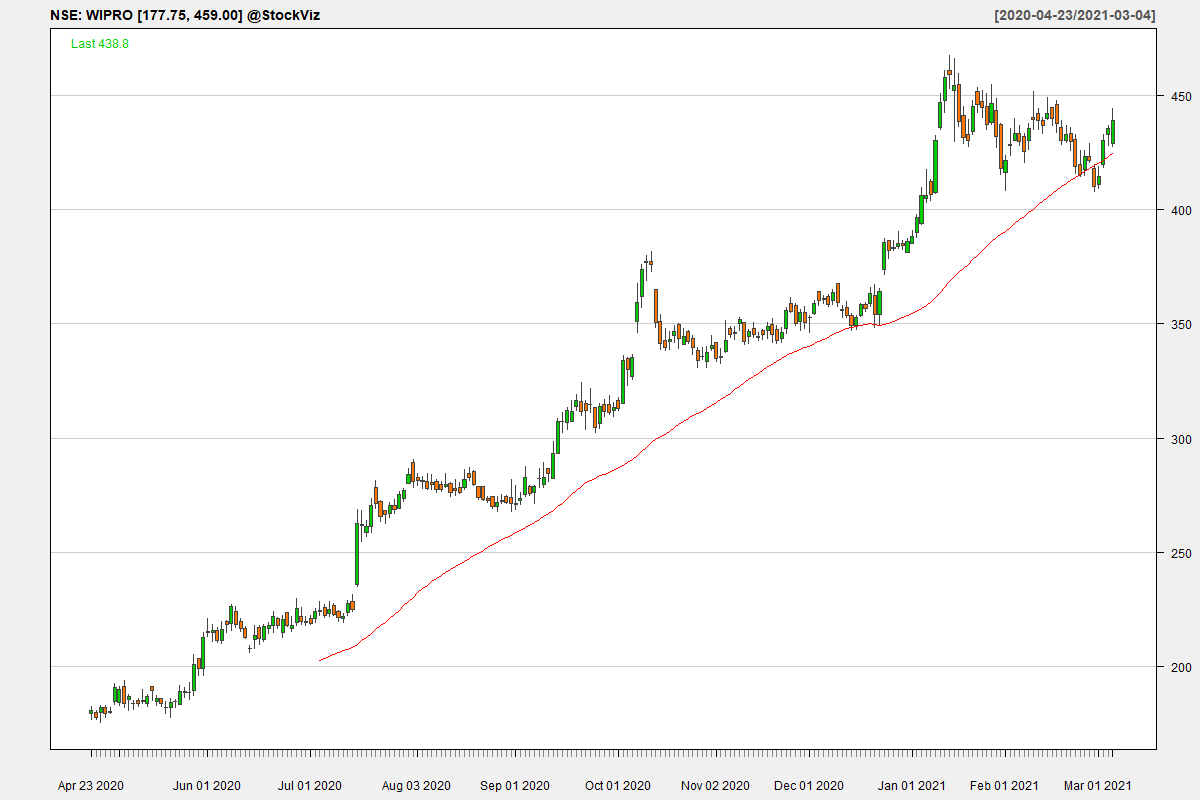 NSE: WIPRO [177.75, 459.00] @StockViz
[2020-04-23/2021-03-04]
Last 438.8
450
400
350
300
250
200
Apr 23 2020
Jun 01 2020
Jul 01 2020
Aug 03 2020
Sep 01 2020
Oct 01 2020
Nov 02 2020
Dec 01 2020
Jan 01 2021
Feb 01 2021
Mar 01 2021